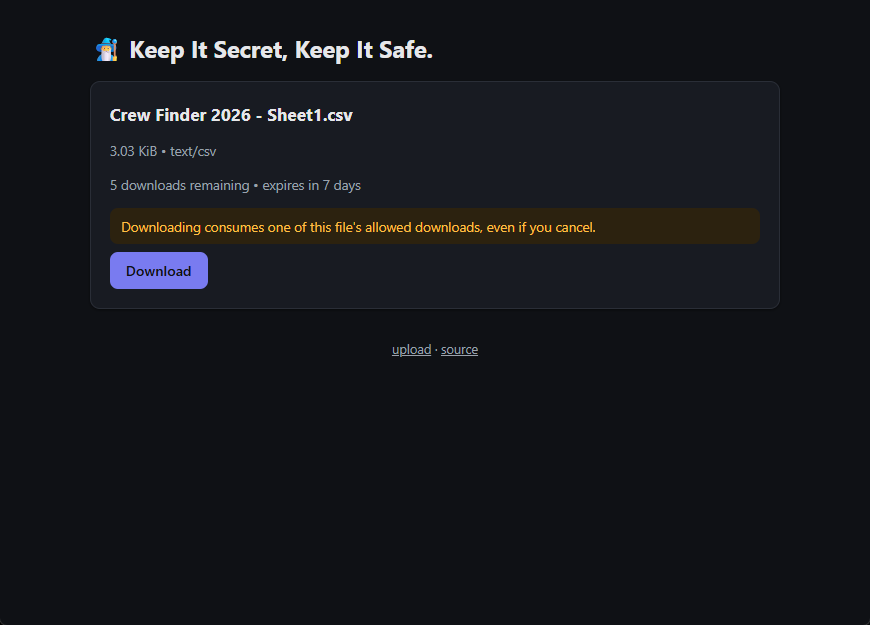 Keep It Secret, Keep It Safe.
Crew Finder 2026 - Sheet1.csv
3.03 KiB • text/csv
5 downloads remaining • expires in 7 days
Downloading consumes one of this file's allowed downloads, even if you cancel.
Download
upload · source